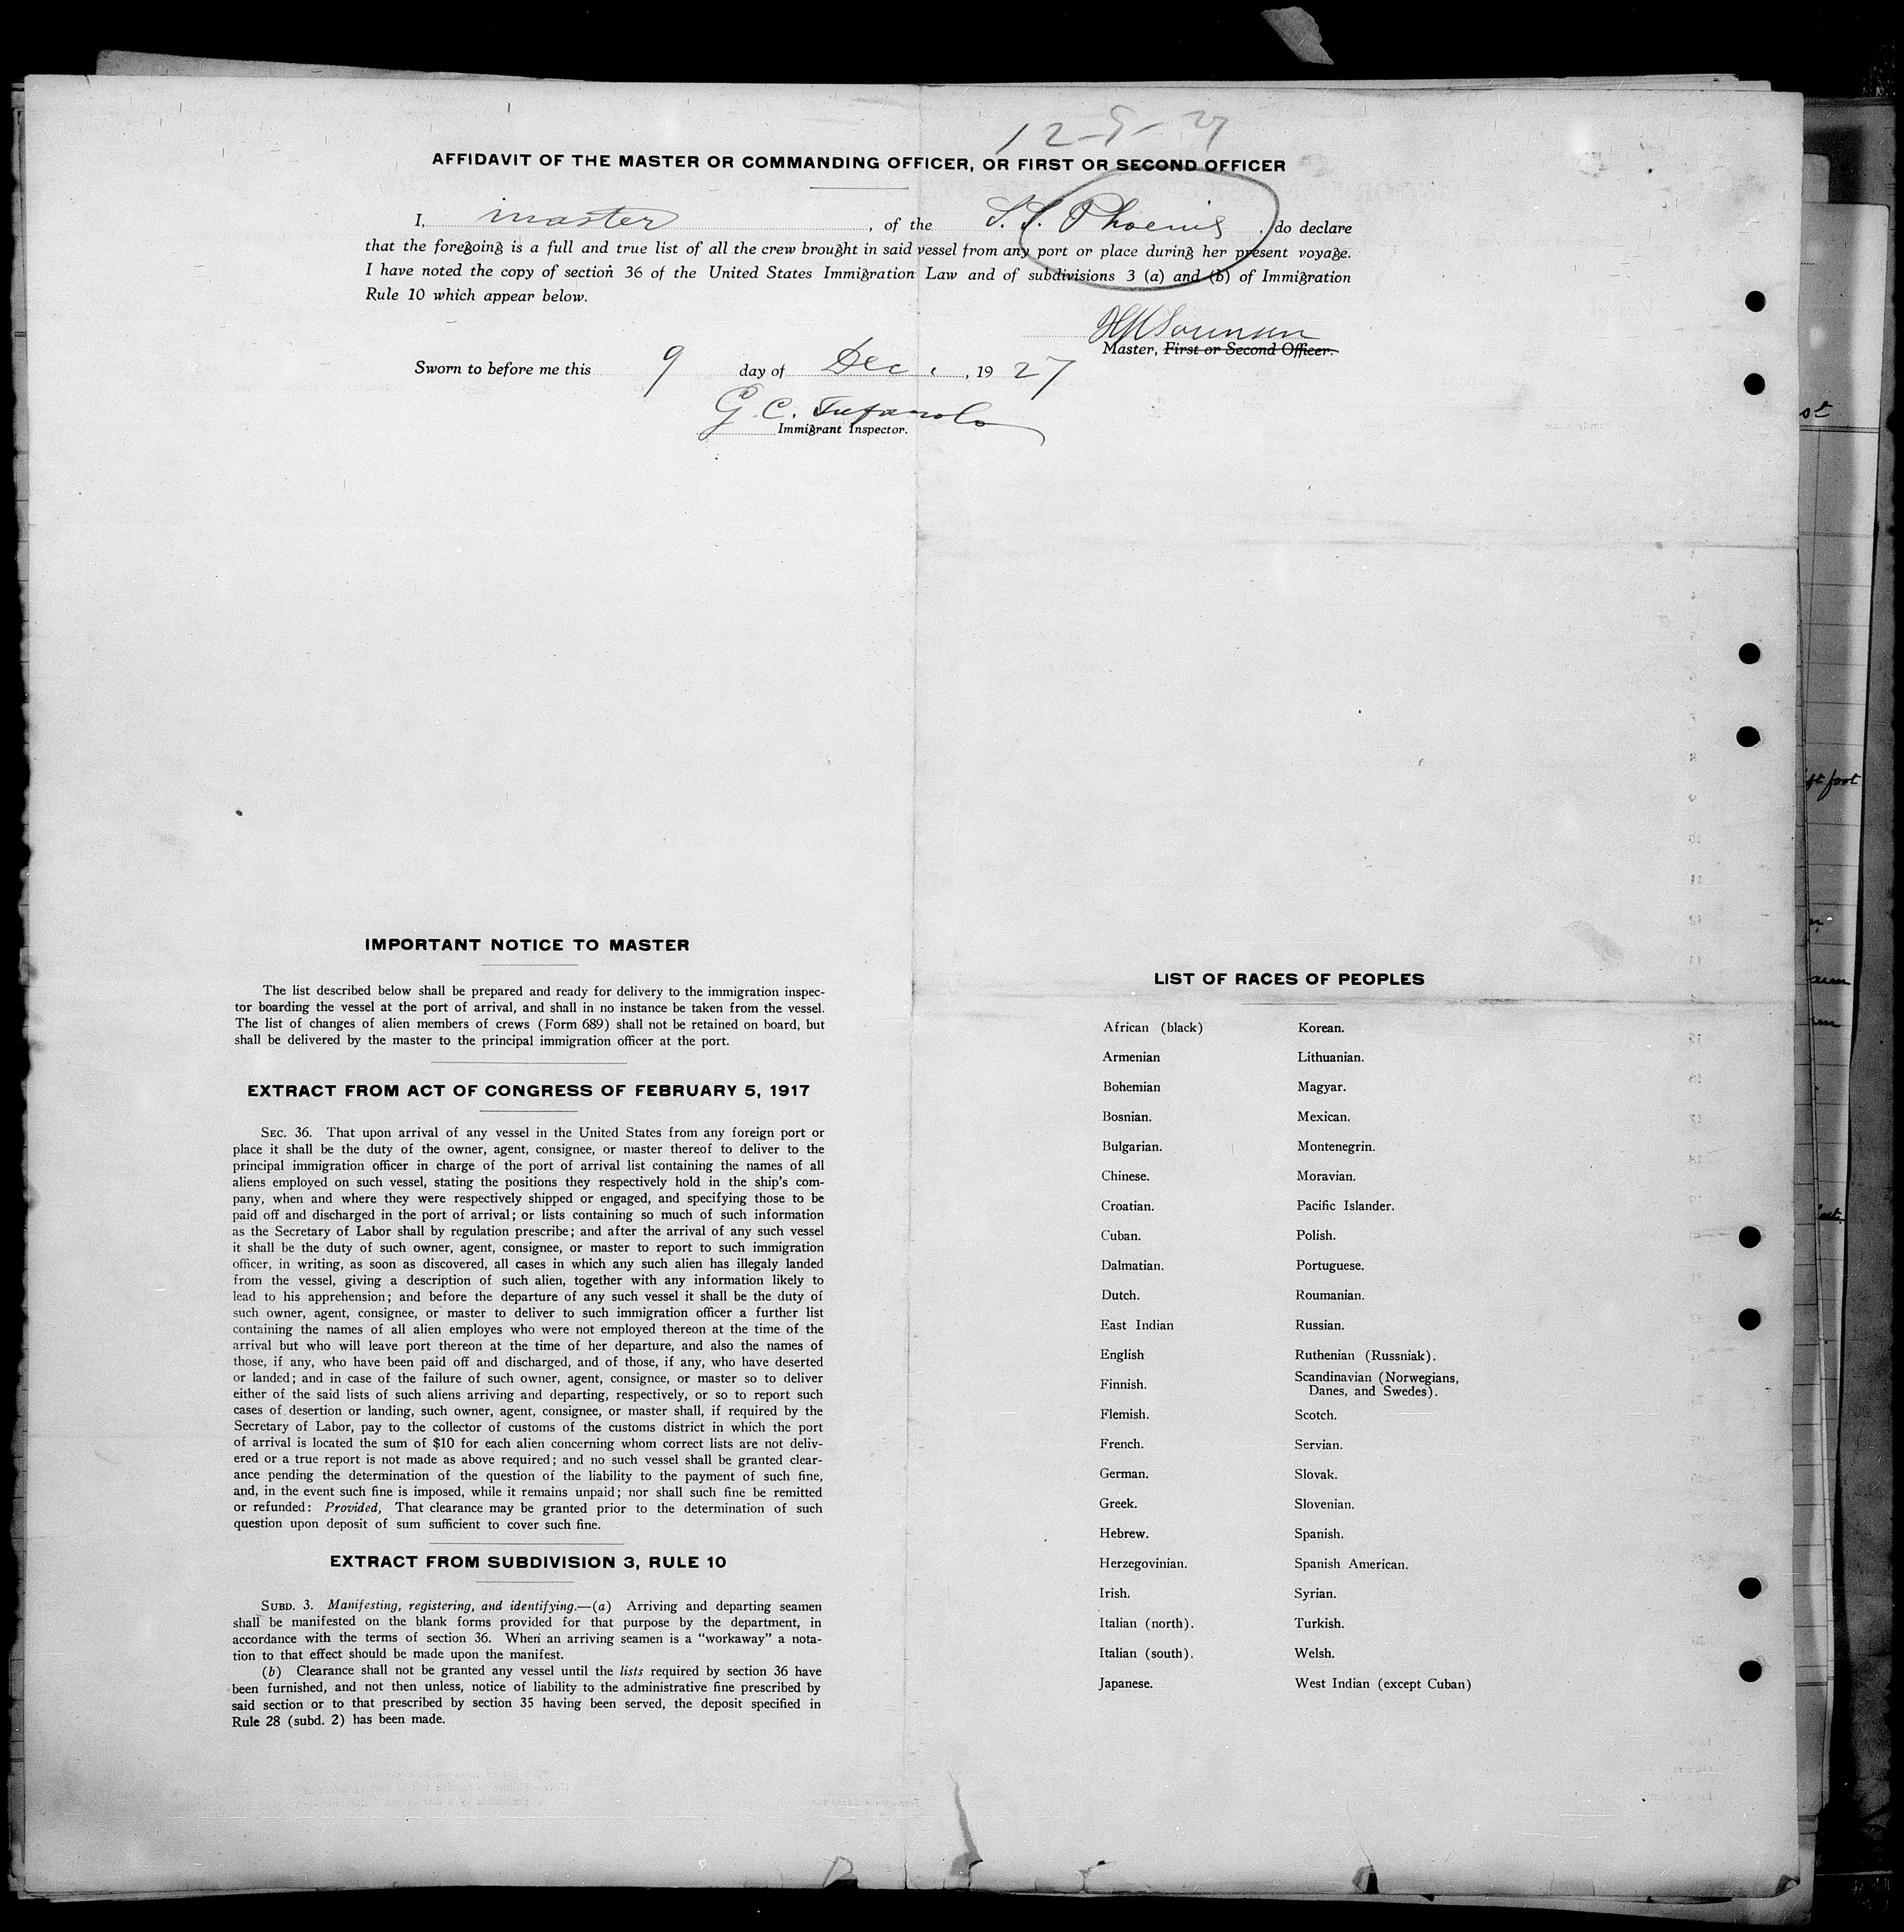 12-9-27
AFFIDAVIT OF THE MASTER OR COMMANDING OFFICER, OR FIRST OR SECOND OFFICER
I, master, of the S.S. Phoenix, do declare
that the foregoing is a full and true list of all the crew brought in said vessel from any port or place during her present voyage.
I have noted the copy of section 36 of the United States Immigration Law and of subdivisions 3 (a) and (b) of Immigration
Rule 10 which appear below.
Sorensen
Master, First or Second Officer.
Sworn to before me this 9 day of Dec., 1927
G. C.
Immigrant Inspector.
IMPORTANT NOTICE TO MASTER
The list described below shall be prepared and ready for delivery to the immigration inspec-
tor boarding the vessel at the port of arrival, and shall in no instance be taken from the vessel.
The list of changes of alien members of crews (Form 689) shall not be retained on board, but
shall be delivered by the master to the principal immigration officer at the port.
EXTRACT FROM ACT OF CONGRESS OF FEBRUARY 5, 1917
SEC. 36. That upon arrival of any vessel in the United States from any foreign port or
place it shall be the duty of the owner, agent, consignee, or master thereof to deliver to the
principal immigration officer in charge of the port of arrival list containing the names of all
aliens employed on such vessel, stating the positions they respectively hold in the ship's com-
pany, when and where they were respectively shipped or engaged, and specifying those to be
paid off and discharged in the port of arrival; or lists containing so much of such information
as the Secretary of Labor shall by regulation prescribe; and after the arrival of any such vessel
it shall be the duty of such owner, agent, consignee, or master to report to such immigration
officer, in writing, as soon as discovered, all cases in which any such alien has illegaly landed
from the vessel, giving a description of such alien, together with any information likely to
lead to his apprehension; and before the departure of any such vessel it shall be the duty of
such owner, agent, consignee, or master to deliver to such immigration officer a further list
containing the names of all alien employes who were not employed thereon at the time of the
arrival but who will leave port thereon at the time of her departure, and also the names of
those, if any, who have been paid off and discharged, and of those, if any, who have deserted
or landed; and in case of the failure of such owner, agent, consignee, or master so to deliver
either of the said lists of such aliens arriving and departing, respectively, or so to report such
cases of desertion or landing, such owner, agent, consignee, or master shall, if required by the
Secretary of Labor, pay to the collector of customs of the customs district in which the port
of arrival is located the sum of $10 for each alien concerning whom correct lists are not deliv-
ered or a true report is not made as above required; and no such vessel shall be granted clear-
ance pending the determination of the question of the liability to the payment of such fine,
and, in the event such fine is imposed, while it remains unpaid; nor shall such fine be remitted
or refunded: Provided, That clearance may be granted prior to the determination of such
question upon deposit of sum sufficient to cover such fine.
EXTRACT FROM SUBDIVISION 3, RULE 10
SUBD. 3. Manifesting, registering, and identifying.—(a) Arriving and departing seamen
shall be manifested on the blank forms provided for that purpose by the department, in
accordance with the terms of section 36. When an arriving seamen is a "workaway" a nota-
tion to that effect should be made upon the manifest.
(b) Clearance shall not be granted any vessel until the lists required by section 36 have
been furnished, and not then unless, notice of liability to the administrative fine prescribed by
said section or to that prescribed by section 35 having been served, the deposit specified in
Rule 28 (subd. 2) has been made.
LIST OF RACES OF PEOPLES
African (black) Korean.
Armenian Lithuanian.
Bohemian Magyar.
Bosnian. Mexican.
Bulgarian. Montenegrin.
Chinese. Moravian.
Croatian. Pacific Islander.
Cuban. Polish.
Dalmatian. Portuguese.
Dutch. Roumanian.
East Indian Russian.
English Ruthenian (Russniak).
Finnish. Scandinavian (Norwegians,
Danes, and Swedes).
Flemish. Scotch.
French. Servian.
German. Slovak.
Greek. Slovenian.
Hebrew. Spanish.
Herzegovinian. Spanish American.
Irish. Syrian.
Italian (north). Turkish.
Italian (south). Welsh.
Japanese. West Indian (except Cuban)